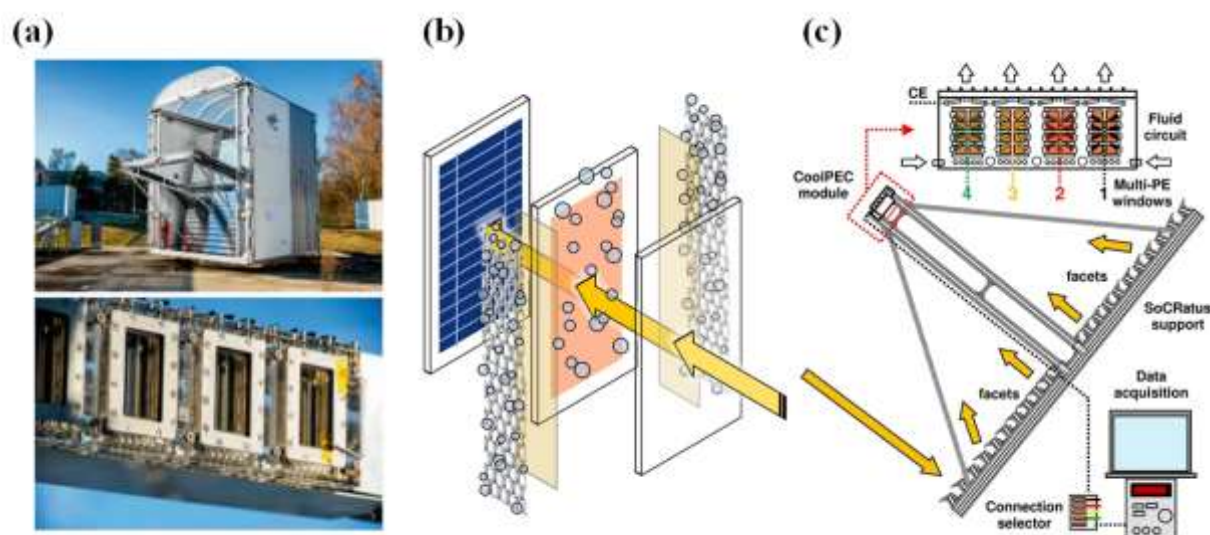 (a)
(b)
(c)
CE
Fluid
circuit
CoolPEC
module
4 3 2 1
Multi-PE
windows
facets
SoCRatus
support
facets
Data
acquisition
Connection
selector